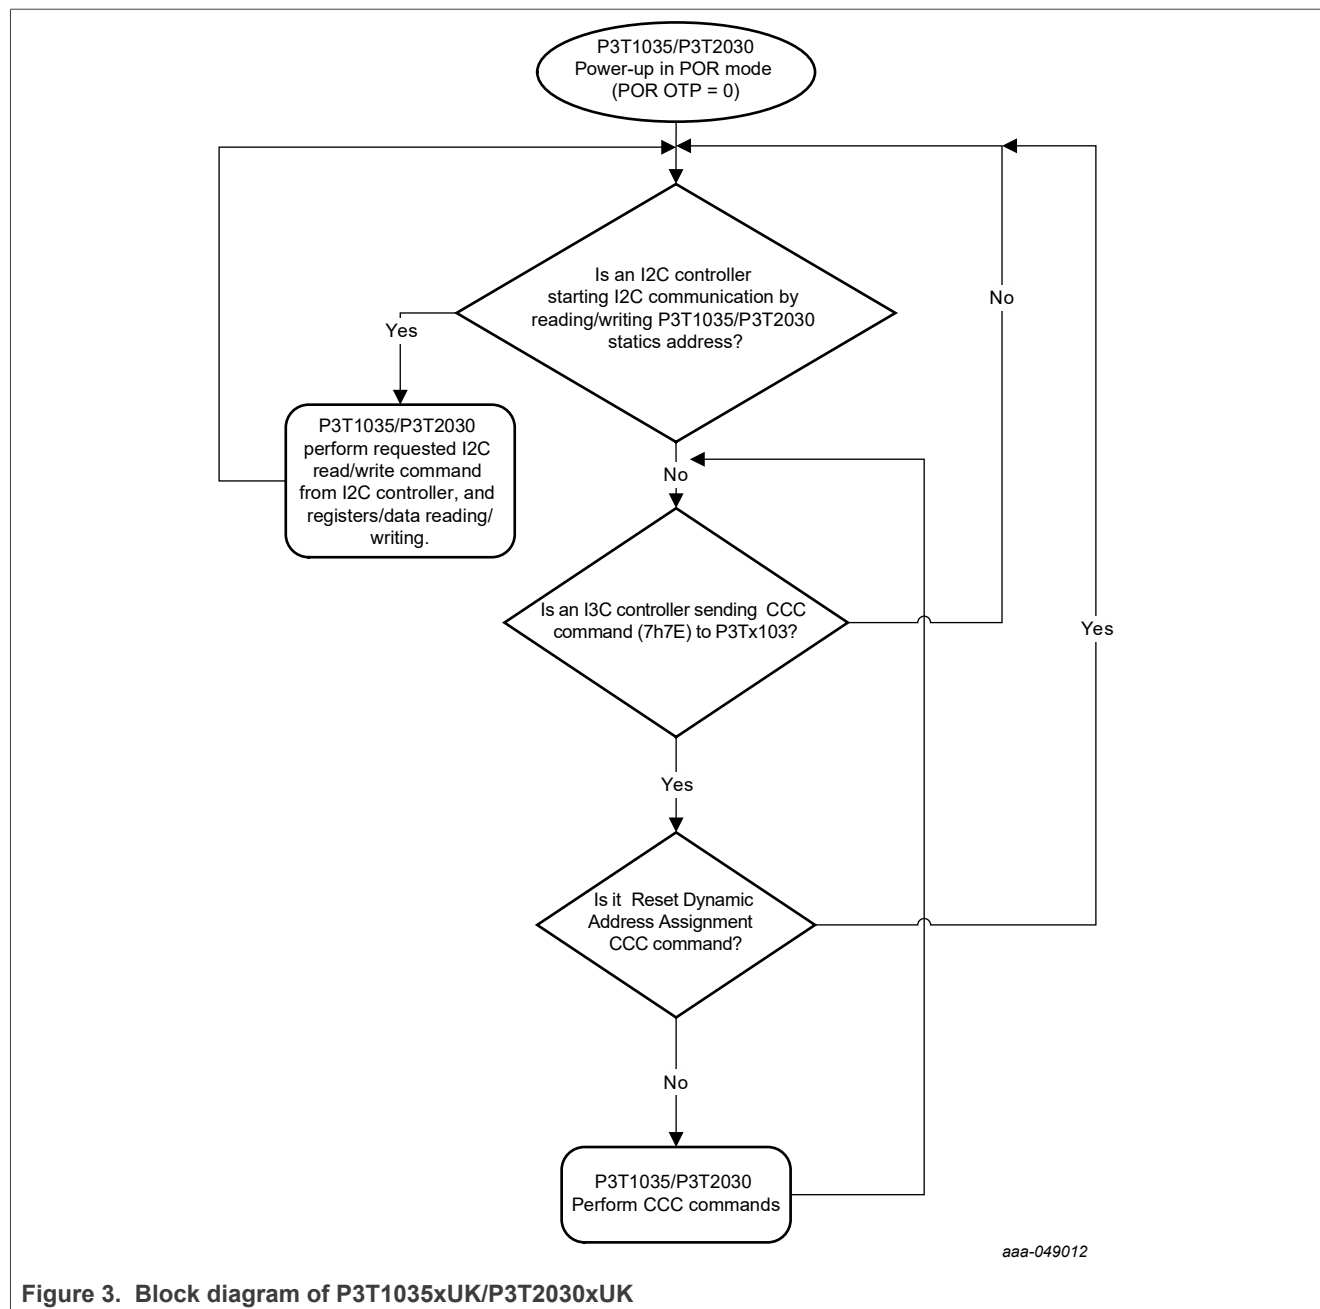 P3T1035/P3T2030
Power-up in POR mode
(POR OTP = 0)
Is an I2C controller
starting I2C communication by
reading/writing P3T1035/P3T2030
statics address?
No
Yes
P3T1035/P3T2030
perform requested I2C
read/write command
from I2C controller, and
registers/data reading/
writing.
No
Is an I3C controller sending CCC
command (7h7E) to P3Tx103?
Yes
Yes
Is it Reset Dynamic
Address Assignment
CCC command?
No
P3T1035/P3T2030
Perform CCC commands
aaa-049012
Figure 3. Block diagram of P3T1035xUK/P3T2030xUK